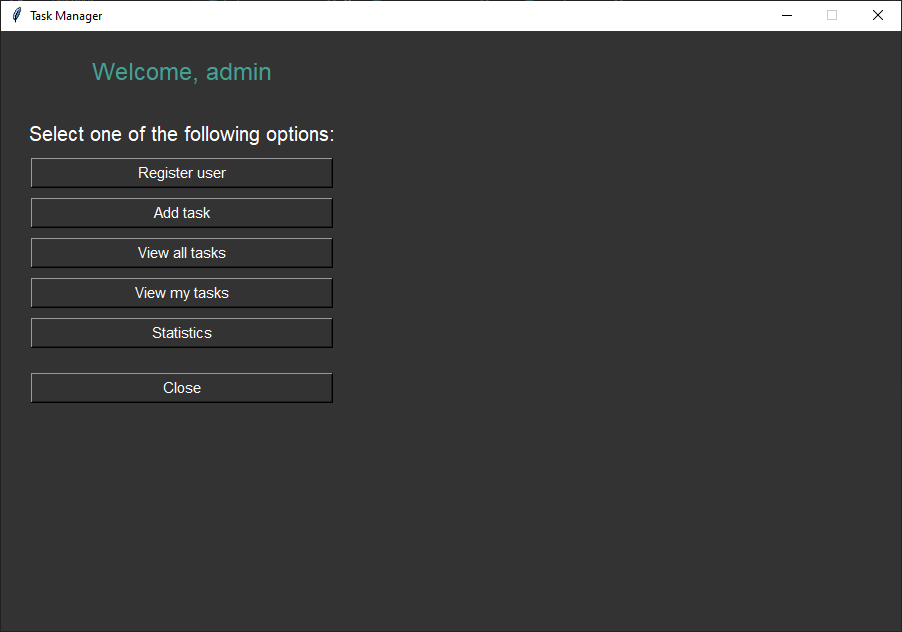 Task Manager
Welcome, admin
Select one of the following options:
Register user
Add task
View all tasks
View my tasks
Statistics
Close